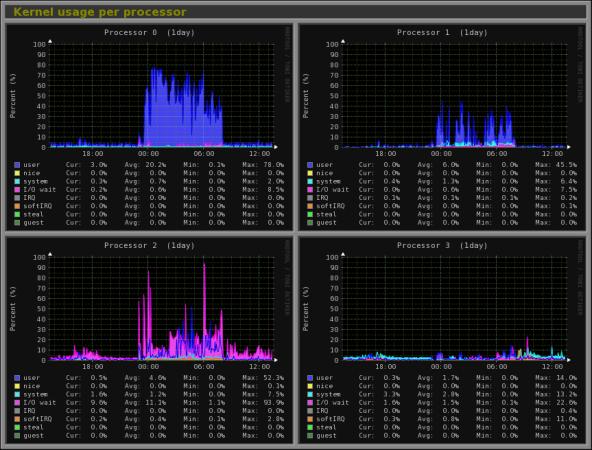 Kernel usage per processor
Processor 0 (1day)
Percent (%)
100
90
80
70
60
50
40
30
20
10
0
18:00 00:00 06:00 12:00
user Cur: 3.0% Avg: 20.2% Min: 0.1% Max: 78.0%
nice Cur: 0.0% Avg: 0.0% Min: 0.0% Max: 0.0%
system Cur: 0.3% Avg: 0.7% Min: 0.1% Max: 2.0%
I/O wait Cur: 0.2% Avg: 0.6% Min: 0.0% Max: 8.5%
IRQ Cur: 0.0% Avg: 0.0% Min: 0.0% Max: 0.0%
softIRQ Cur: 0.0% Avg: 0.0% Min: 0.0% Max: 0.0%
steal Cur: 0.0% Avg: 0.0% Min: 0.0% Max: 0.0%
guest Cur: 0.0% Avg: 0.0% Min: 0.0% Max: 0.0%
Processor 1 (1day)
Percent (%)
100
90
80
70
60
50
40
30
20
10
0
18:00 00:00 06:00 12:00
user Cur: 0.0% Avg: Min: 0.0% Max: 45.5%
nice Cur: 0.0% Avg: 0.0% Min: 0.0% Max: 0.0%
system Cur: 0.4% Avg: 1.3% Min: 0.0% Max: 6.4%
I/O wait Cur: 0.0% Avg: 0.6% Min: 0.0% Max: 7.5%
IRQ Cur: 0.1% Avg: 0.1% Min: 0.0% Max: 0.2%
softIRQ Cur: 0.0% Avg: 0.0% Min: 0.0% Max: 0.1%
steal Cur: 0.0% Avg: 0.0% Min: 0.0% Max: 0.0%
guest Cur: 0.0% Avg: 0.0% Min: 0.0% Max: 0.0%
Processor 2 (1day)
Percent (%)
100
90
80
70
60
50
40
30
20
10
0
18:00 00:00 06:00 12:00
user Cur: 0.5% Avg: 4.6% Min: 0.0% Max: 52.3%
nice Cur: 0.0% Avg: 0.0% Min: 0.0% Max: 0.1%
system Cur: 1.6% Avg: 1.2% Min: 0.0% Max: 7.5%
I/O wait Cur: 9.0% Avg: 11.1% Min: 1.1% Max: 93.9%
IRQ Cur: 0.0% Avg: 0.0% Min: 0.0% Max: 0.0%
softIRQ Cur: 0.2% Avg: 0.4% Min: 0.1% Max: 2.8%
steal Cur: 0.0% Avg: 0.0% Min: 0.0% Max: 0.0%
guest Cur: 0.0% Avg: 0.0% Min: 0.0% Max: 0.0%
Processor 3 (1day)
Percent (%)
100
90
80
70
60
50
40
30
20
10
0
18:00 00:00 06:00 12:00
user Cur: 0.3% Avg: 1.7% Min: 0.0% Max: 14.0%
nice Cur: 0.0% Avg: 0.0% Min: 0.0% Max: 0.0%
system Cur: 3.3% Avg: 2.8% Min: 0.0% Max: 13.2%
I/O wait Cur: 1.6% Avg: 1.5% Min: 0.1% Max: 22.6%
IRQ Cur: 0.0% Avg: 0.0% Min: 0.0% Max: 0.4%
softIRQ Cur: 0.3% Avg: 0.8% Min: 0.0% Max: 11.0%
steal Cur: 0.0% Avg: 0.0% Min: 0.0% Max: 0.0%
guest Cur: 0.0% Avg: 0.0% Min: 0.0% Max: 0.0%